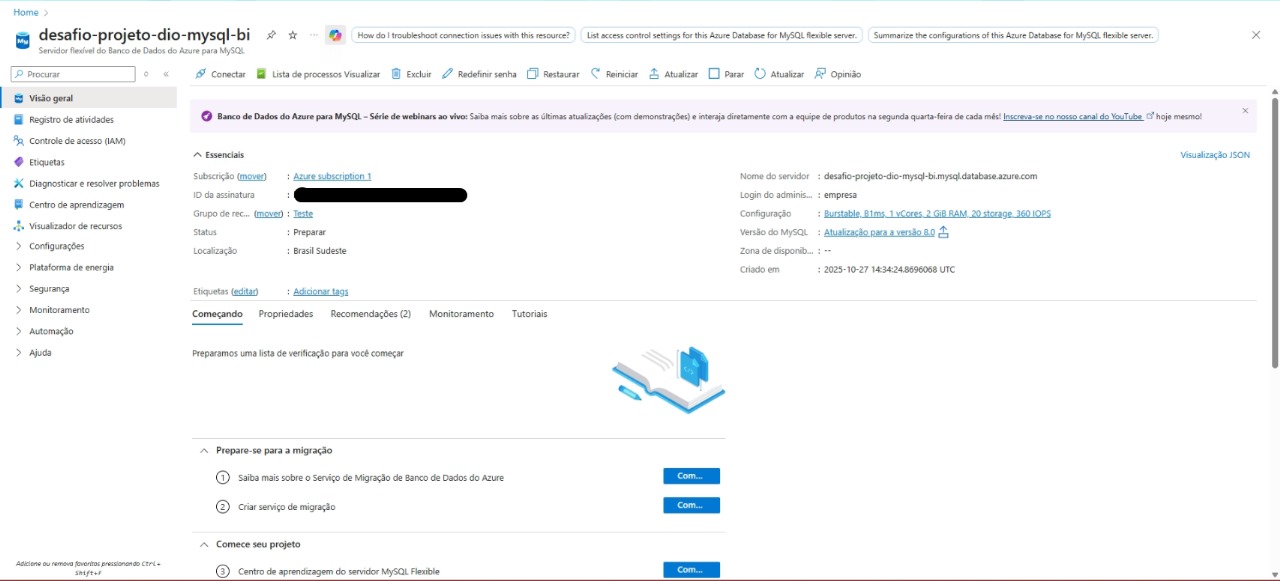 Home
desafio-projeto-dio-mysql-bi
How do I troubleshoot connection issues with this resource?
List access control settings for this Azure Database for MySQL flexible server.
Summarize the configurations of this Azure Database for MySQL flexible server.
My
Servidor flexível do Banco de Dados do Azure para MySQL
Procurar
Conectar
Lista de processos Visualizar
Excluir
Redefinir senha
Restaurar
Reiniciar
Atualizar
Parar
Atualizar
Opinião
Visão geral
Registro de atividades
Controle de acesso (IAM)
Etiquetas
Diagnosticar e resolver problemas
Centro de aprendizagem
Visualizador de recursos
Configurações
Plataforma de energia
Segurança
Monitoramento
Automação
Ajuda
Adicione ou remova favoritos pressionando Ctrl+
Shift+F
Banco de Dados do Azure para MySQL – Série de webinars ao vivo: Saiba mais sobre as últimas atualizações (com demonstrações) e interaja diretamente com a equipe de produtos na segunda quarta-feira de cada mês! Inscreva-se no nosso canal do YouTube hoje mesmo!
Essenciais
Visualização JSON
Subscrição (mover) : Azure subscription 1
ID da assinatura :
Grupo de rec... (mover) : Teste
Status : Preparar
Localização : Brasil Sudeste
Etiquetas (editar) : Adicionar tags
Nome do servidor : desafio-projeto-dio-mysql-bi.mysql.database.azure.com
Login do adminis... : empresa
Configuração : Burstable, B1ms, 1 vCores, 2 GiB RAM, 20 storage, 360 IOPS
Versão do MySQL : Atualização para a versão 8.0
Zona de disponib... : --
Criado em : 2025-10-27 14:34:24.8696068 UTC
Começando
Propriedades
Recomendações (2)
Monitoramento
Tutoriais
Preparamos uma lista de verificação para você começar
Prepare-se para a migração
1 Saiba mais sobre o Serviço de Migração de Banco de Dados do Azure
Com...
2 Criar serviço de migração
Com...
Comece seu projeto
3 Centro de aprendizagem do servidor MySQL Flexible
Com...